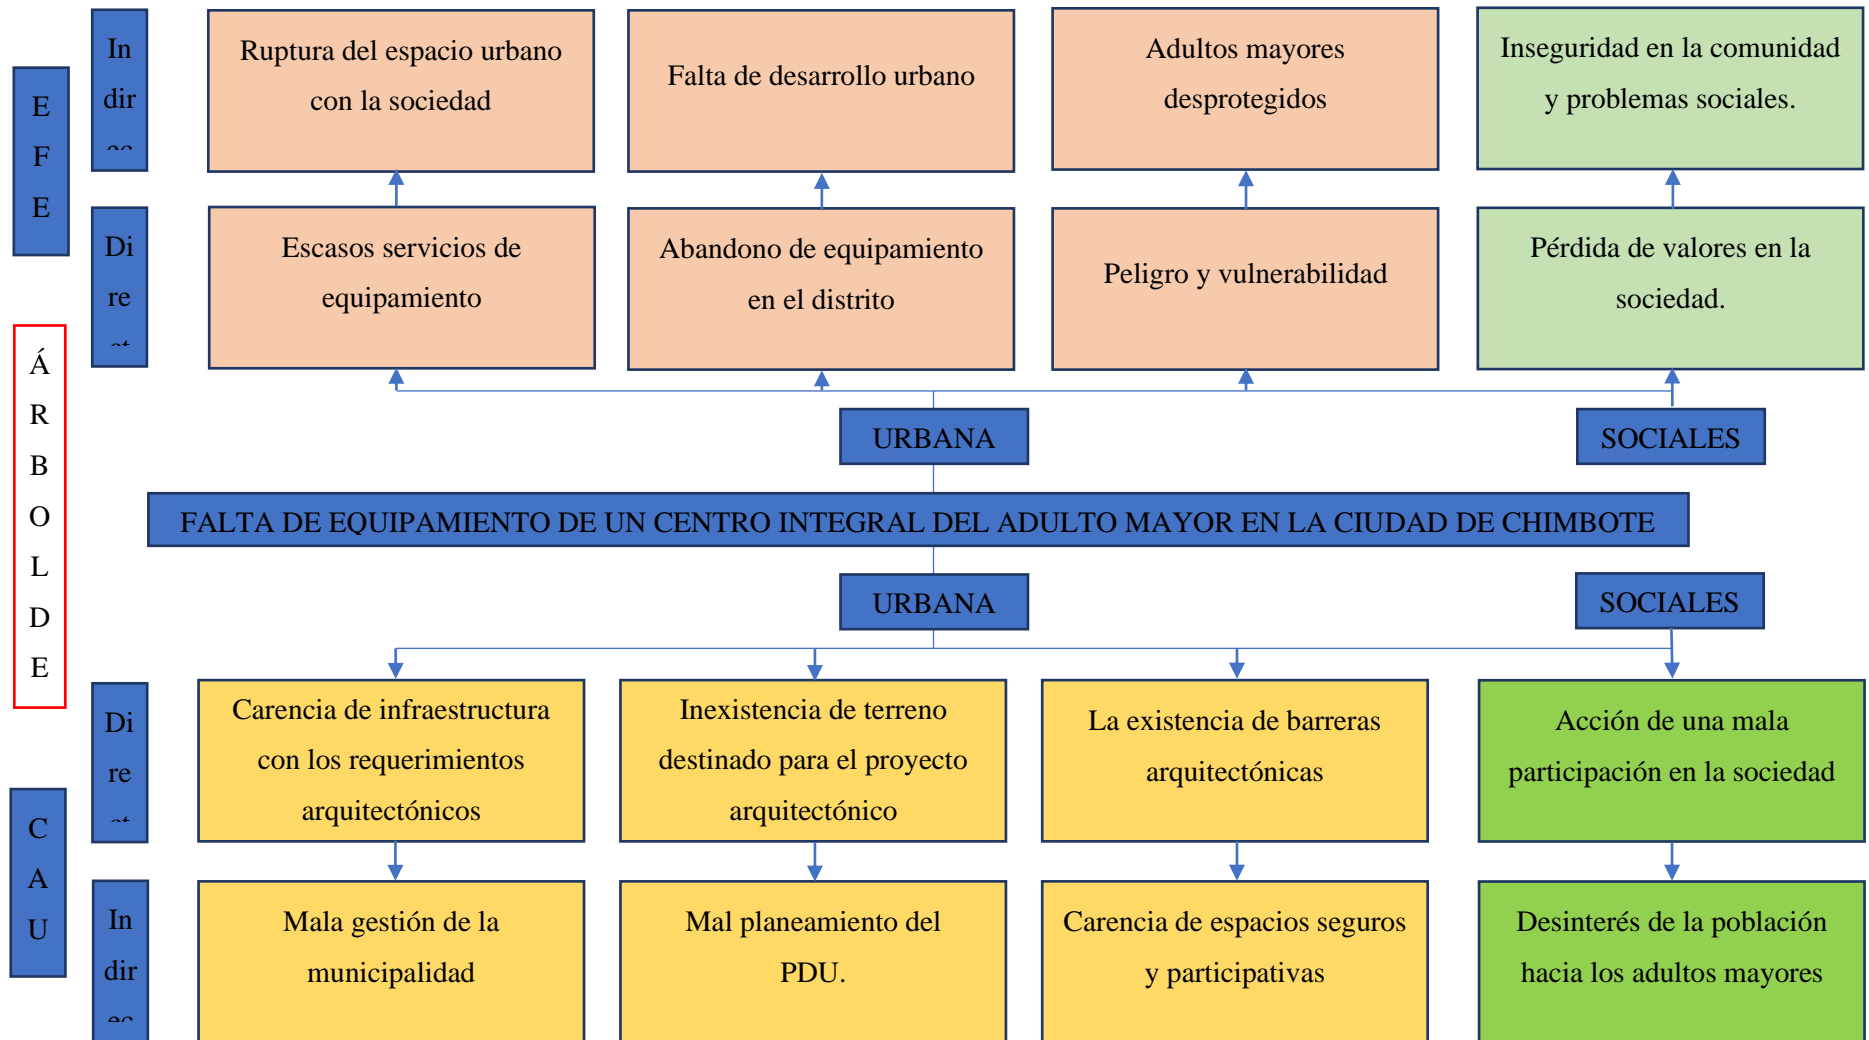 E
F
E
In
dir
Ruptura del espacio urbano
con la sociedad
Falta de desarrollo urbano
Adultos mayores
desprotegidos
Inseguridad en la comunidad
y problemas sociales.
Di
re
Escasos servicios de
equipamiento
Abandono de equipamiento
en el distrito
Peligro y vulnerabilidad
Pérdida de valores en la
sociedad.
Á
R
B
O
L
D
E
URBANA
SOCIALES
FALTA DE EQUIPAMIENTO DE UN CENTRO INTEGRAL DEL ADULTO MAYOR EN LA CIUDAD DE CHIMBOTE
URBANA
SOCIALES
C
A
U
Di
re
Carencia de infraestructura
con los requerimientos
arquitectónicos
Inexistencia de terreno
destinado para el proyecto
arquitectónico
La existencia de barreras
arquitectónicas
Acción de una mala
participación en la sociedad
In
dir
Mala gestión de la
municipalidad
Mal planeamiento del
PDU.
Carencia de espacios seguros
y participativas
Desinterés de la población
hacia los adultos mayores